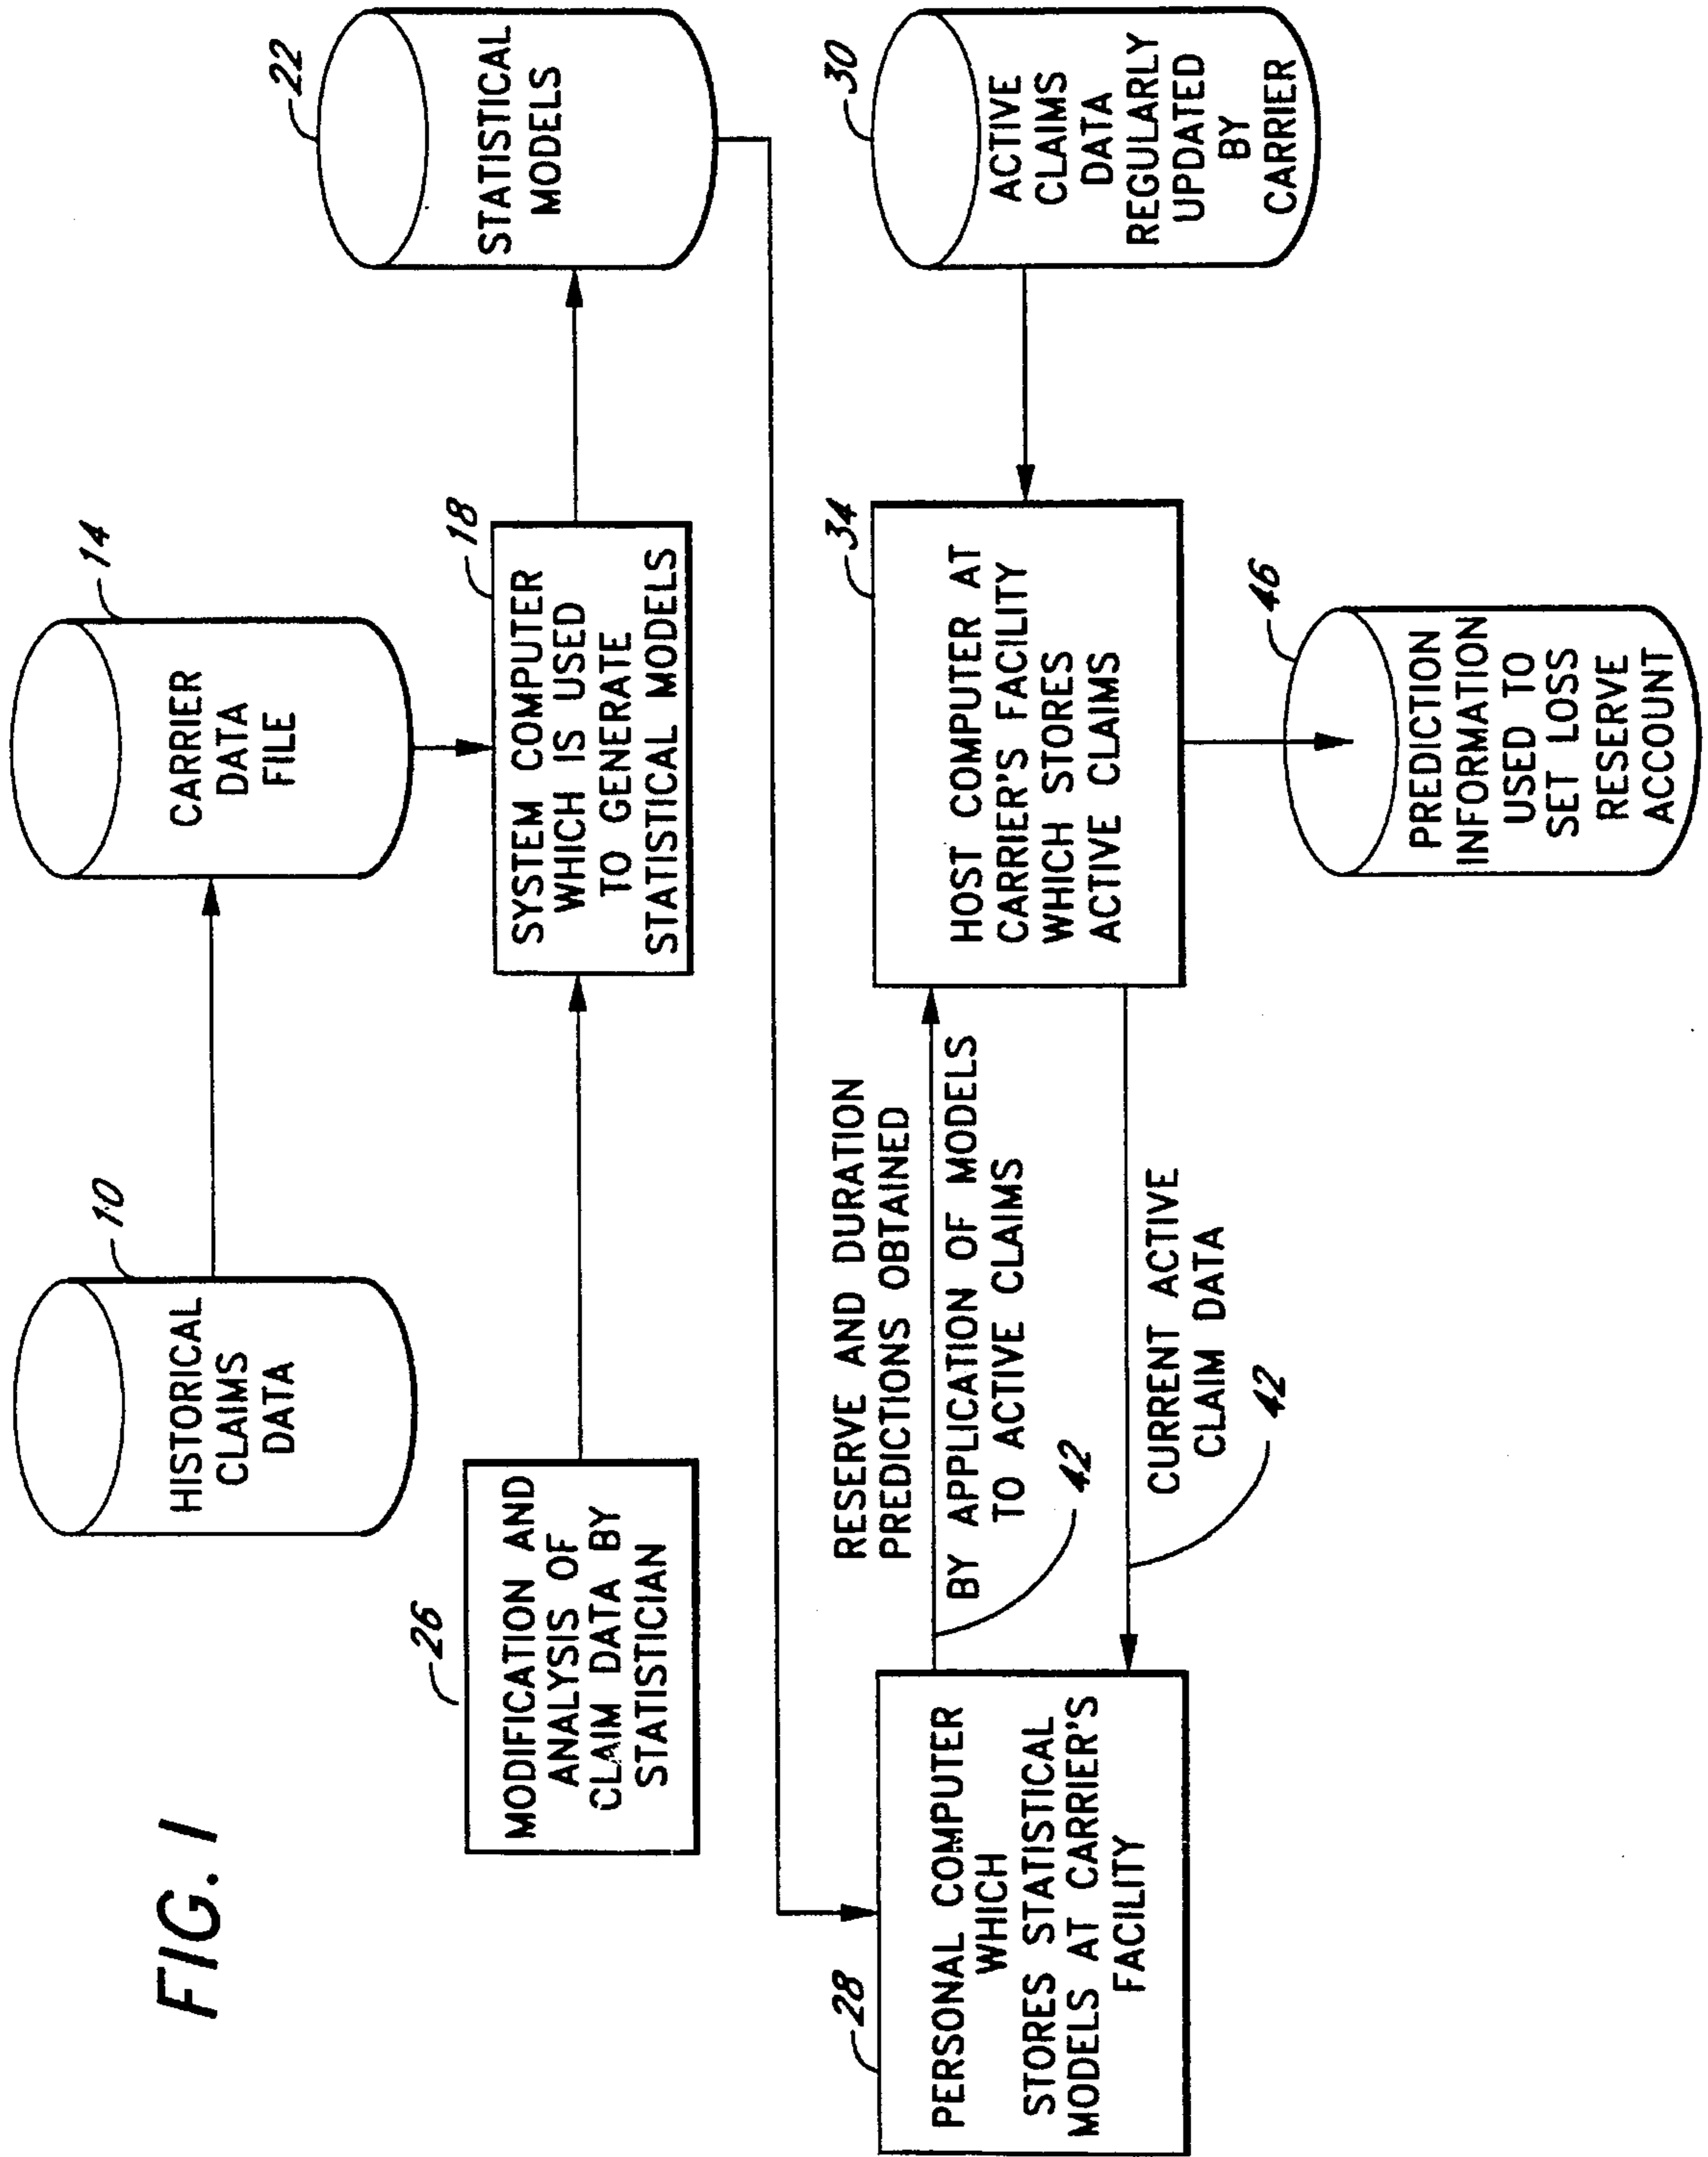 FIG. 1
10
HISTORICAL
CLAIMS
DATA
14
CARRIER
DATA
FILE
26
MODIFICATION AND
ANALYSIS OF
CLAIM DATA BY
STATISTICIAN
18
SYSTEM COMPUTER
WHICH IS USED
TO GENERATE
STATISTICAL MODELS
22
STATISTICAL
MODELS
28
PERSONAL COMPUTER
WHICH
STORES STATISTICAL
MODELS AT CARRIER'S
FACILITY
RESERVE AND DURATION
PREDICTIONS OBTAINED
BY APPLICATION OF MODELS
TO ACTIVE CLAIMS
42
CURRENT ACTIVE
CLAIM DATA
42
34
HOST COMPUTER AT
CARRIER'S FACILITY
WHICH STORES
ACTIVE CLAIMS
30
ACTIVE
CLAIMS
DATA
REGULARLY
UPDATED
BY
CARRIER
46
PREDICTION
INFORMATION
USED TO
SET LOSS
RESERVE
ACCOUNT